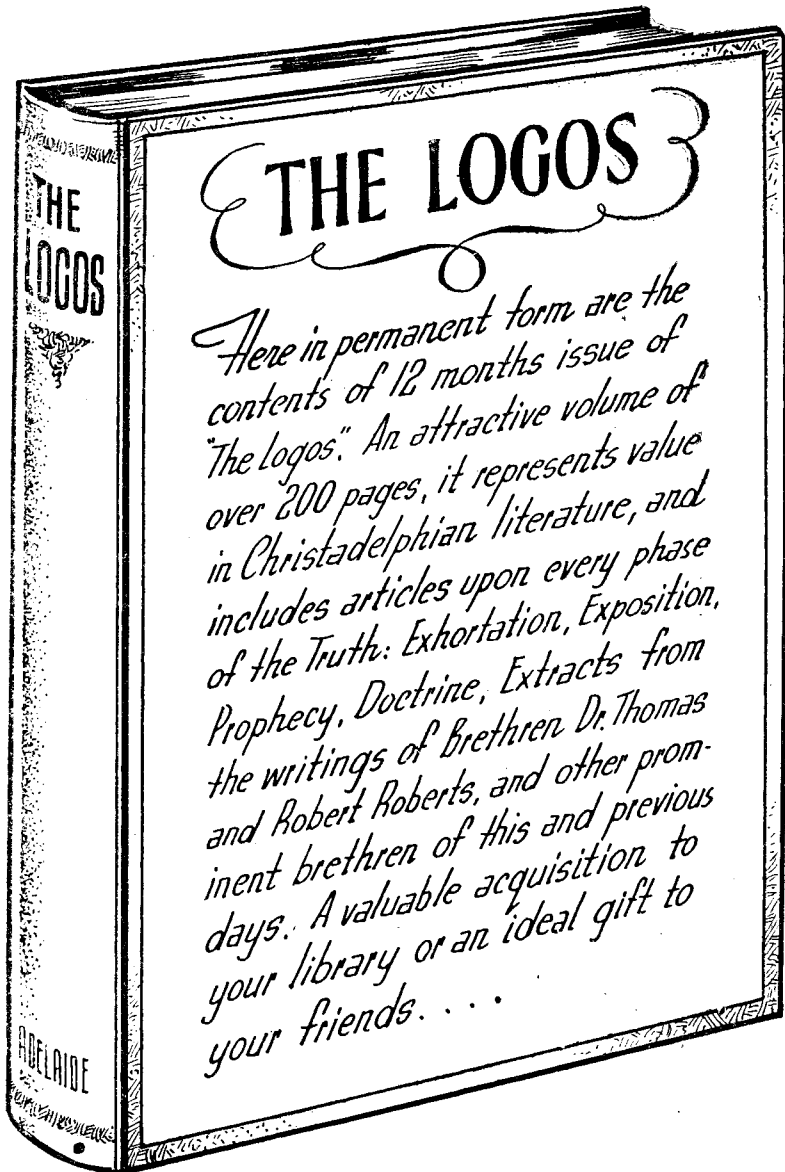 THE
LOGOS
ADELAIDE
THE LOGOS
Here in permanent form are the
contents of 12 months issue of
"The logos". An attractive volume of
over 200 pages, it represents value
in Christadelphian literature, and
includes articles upon every phase
of the Truth: Exhortation, Exposition,
Prophecy, Doctrine, Extracts from
the writings of Brethren Dr. Thomas
and Robert Roberts, and other prom-
inent brethren of this and previous
days. A valuable acquisition to
your library or an ideal gift to
your friends. . . .